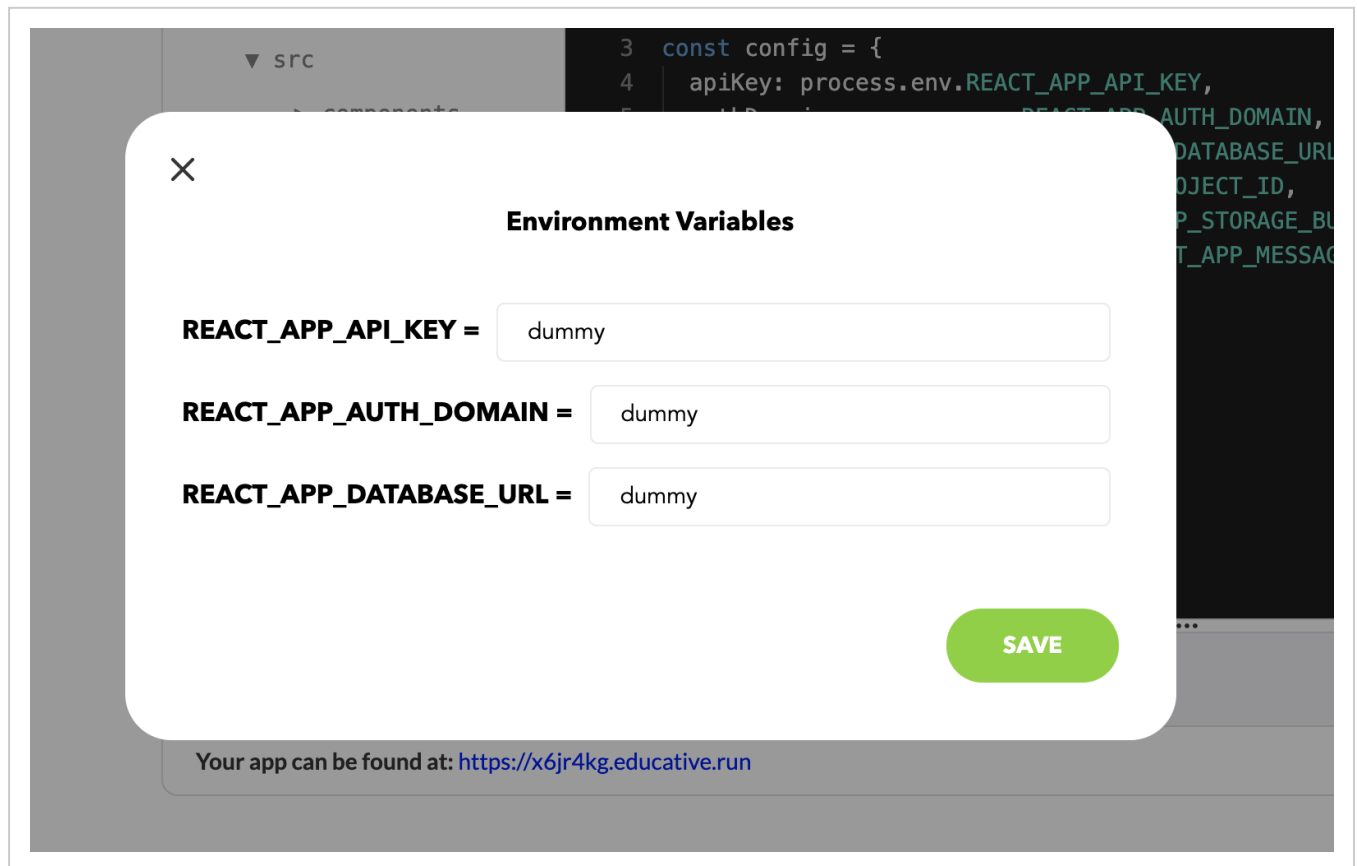 ▼ src
3 const config = {
4 apiKey: process.env.REACT_APP_API_KEY,
AUTH_DOMAIN,
DATABASE_URL
OJECT_ID,
P_STORAGE_BU
T_APP_MESSAG
Environment Variables
REACT_APP_API_KEY = dummy
REACT_APP_AUTH_DOMAIN = dummy
REACT_APP_DATABASE_URL = dummy
SAVE
Your app can be found at: https://x6jr4kg.educative.run